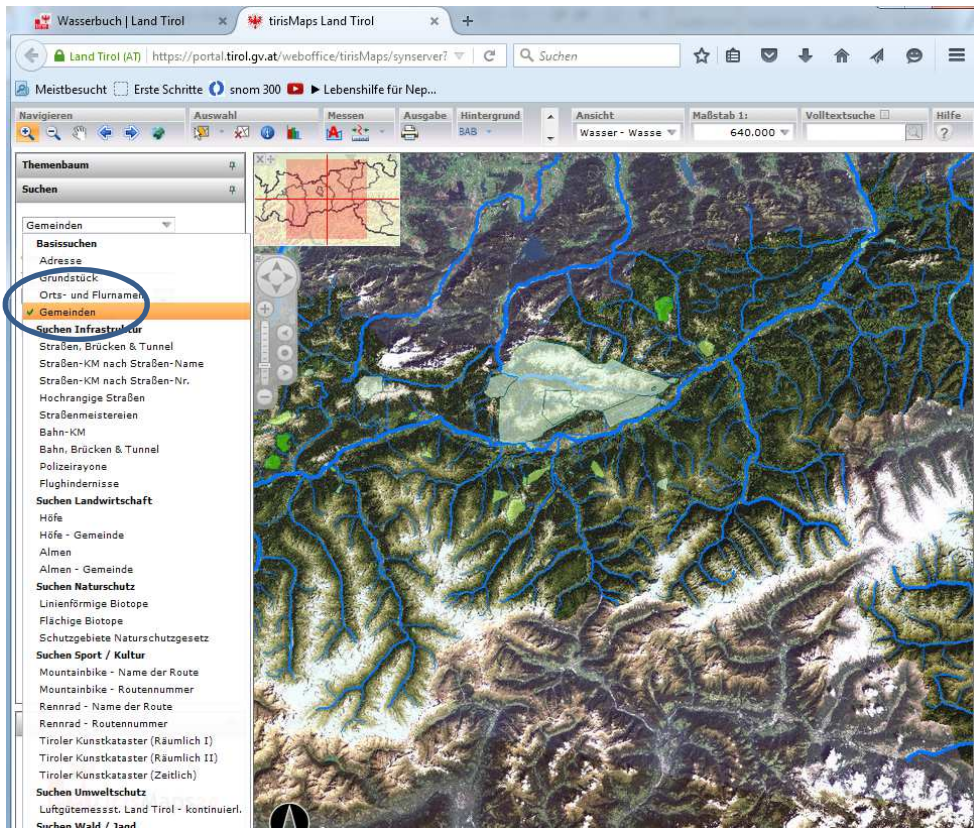 Wasserbuch | Land Tirol × tirisMaps Land Tirol × +
Land Tirol (AT) https://portal.tirol.gv.at/weboffice/tirisMaps/synserver? Suchen
Meistbesucht Erste Schritte snom 300 ► Lebenshilfe für Nep...
Navigieren Auswahl Messen Ausgabe Hintergrund Ansicht Maßstab 1: Volltextsuche Hilfe
BAB Wasser - Wasse 640.000 ?
Themenbaum
Suchen
Gemeinden
Basissuchen
Adresse
Grundstück
Orts- und Flurnamen
Gemeinden
Suchen Infrastruktur
Straßen, Brücken & Tunnel
Straßen-KM nach Straßen-Name
Straßen-KM nach Straßen-Nr.
Hochrangige Straßen
Straßenmeistereien
Bahn-KM
Bahn, Brücken & Tunnel
Polizeirayone
Flughindernisse
Suchen Landwirtschaft
Höfe
Höfe - Gemeinde
Almen
Almen - Gemeinde
Suchen Naturschutz
Linienförmige Biotope
Flächige Biotope
Schutzgebiete Naturschutzgesetz
Suchen Sport / Kultur
Mountainbike - Name der Route
Mountainbike - Routennummer
Rennrad - Name der Route
Rennrad - Routennummer
Tiroler Kunstkataster (Räumlich I)
Tiroler Kunstkataster (Räumlich II)
Tiroler Kunstkataster (Zeitlich)
Suchen Umweltschutz
Luftgütemessst. Land Tirol - kontinuierl.
Suchen Wald / Jagd